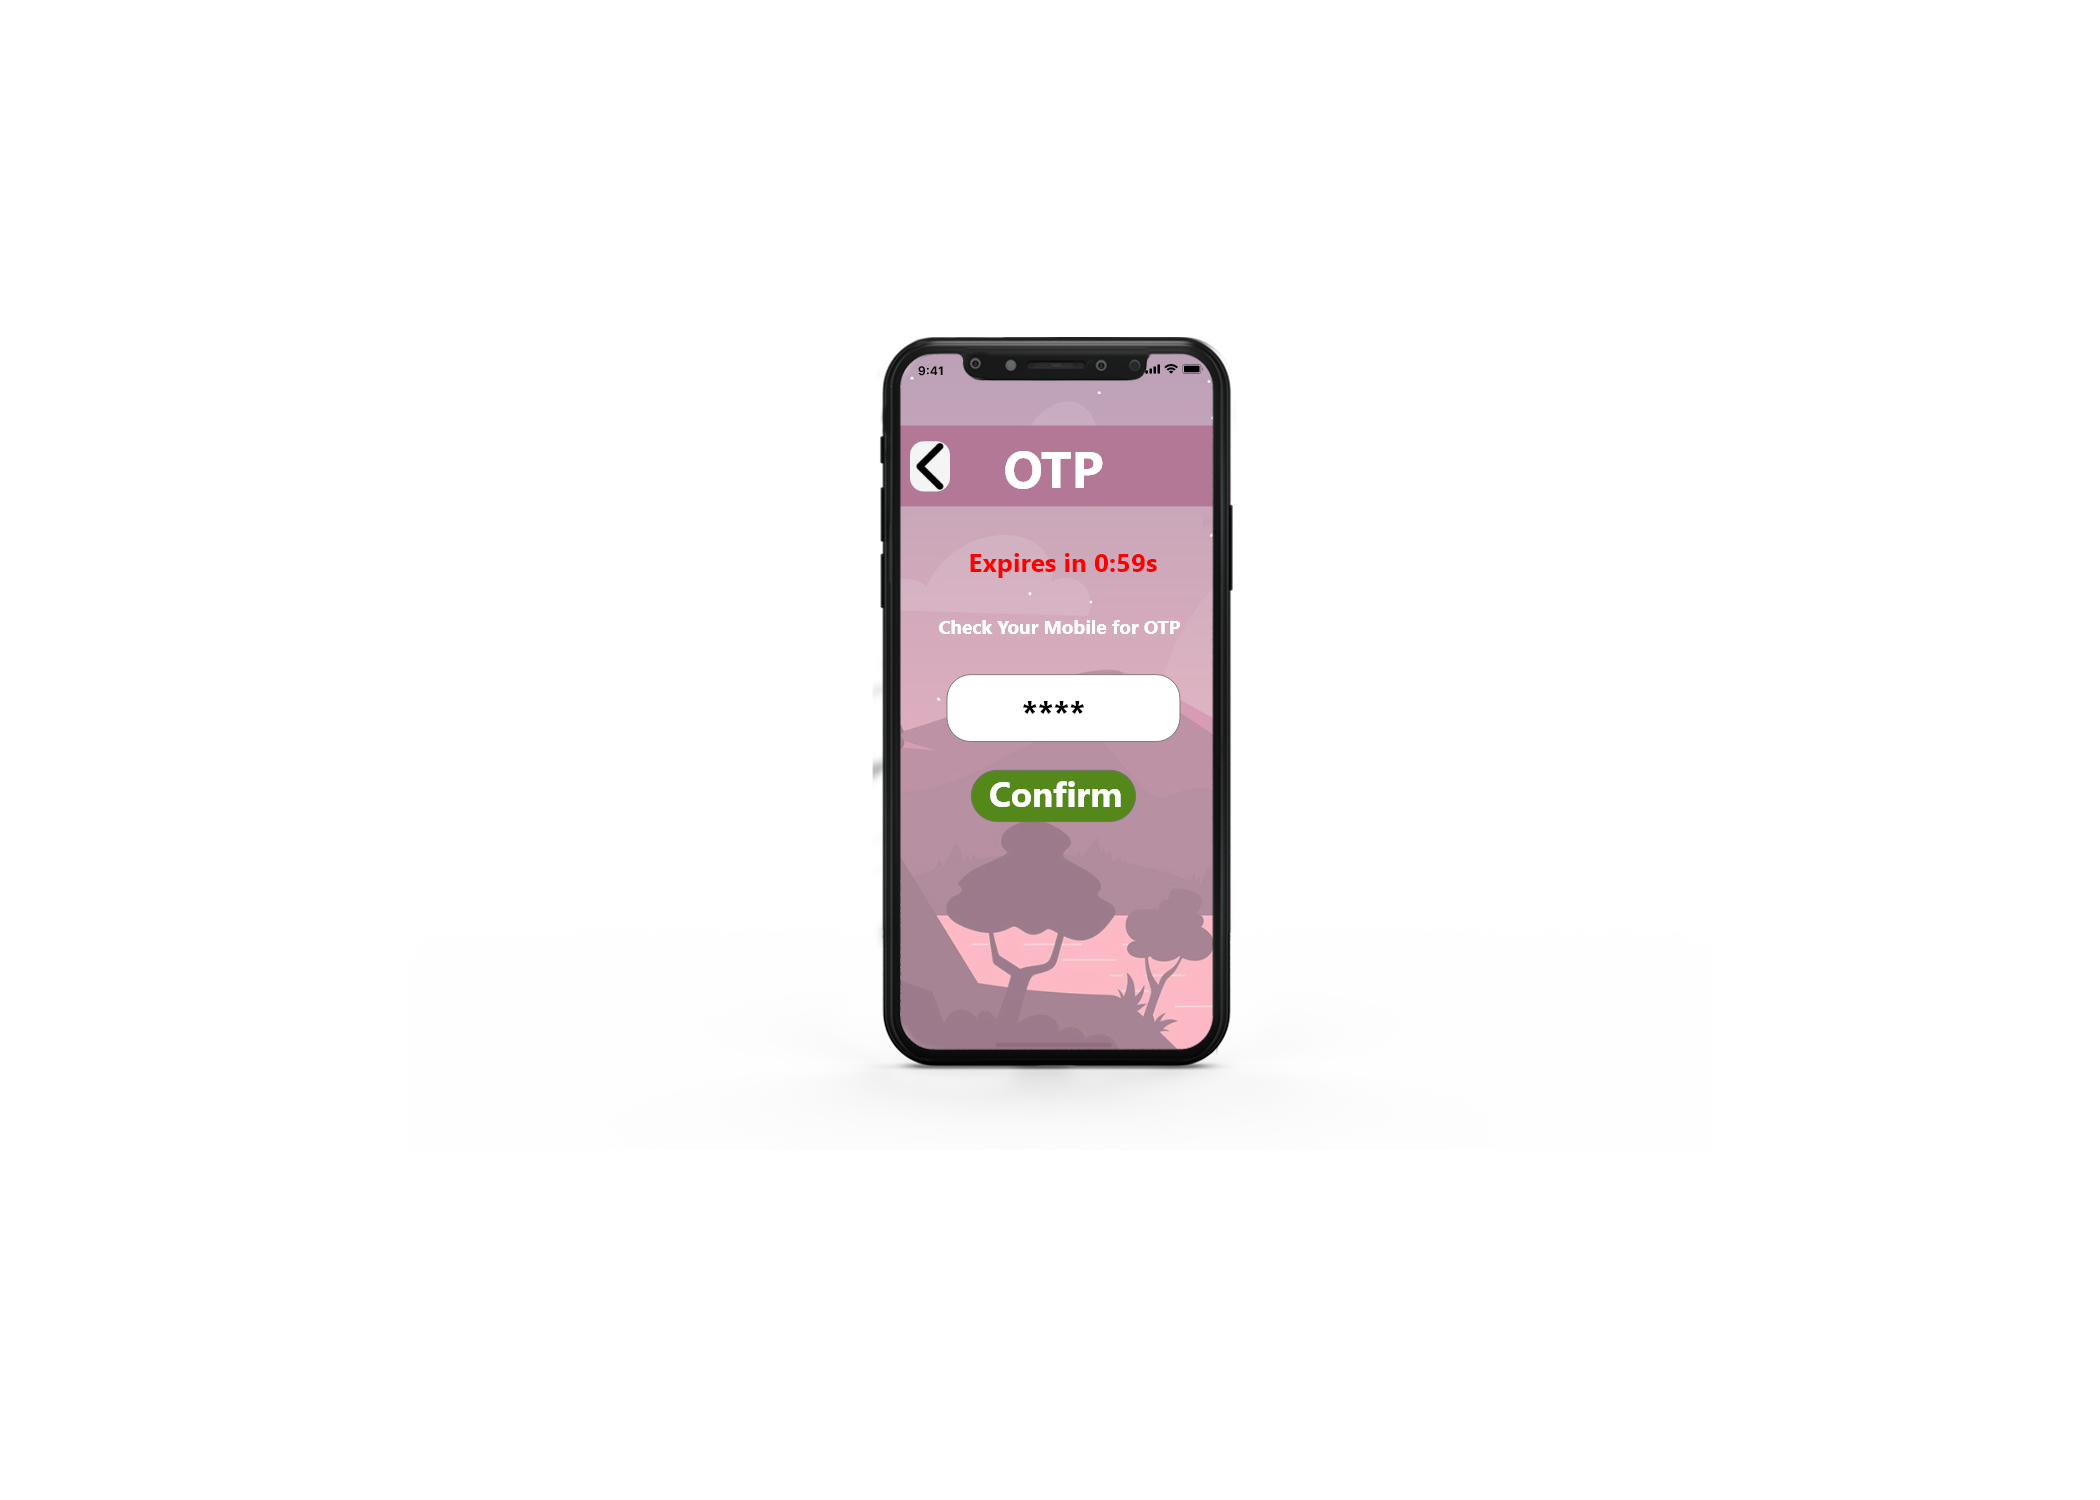 9:41
OTP
Expires in 0:59s
Check Your Mobile for OTP
****
Confirm